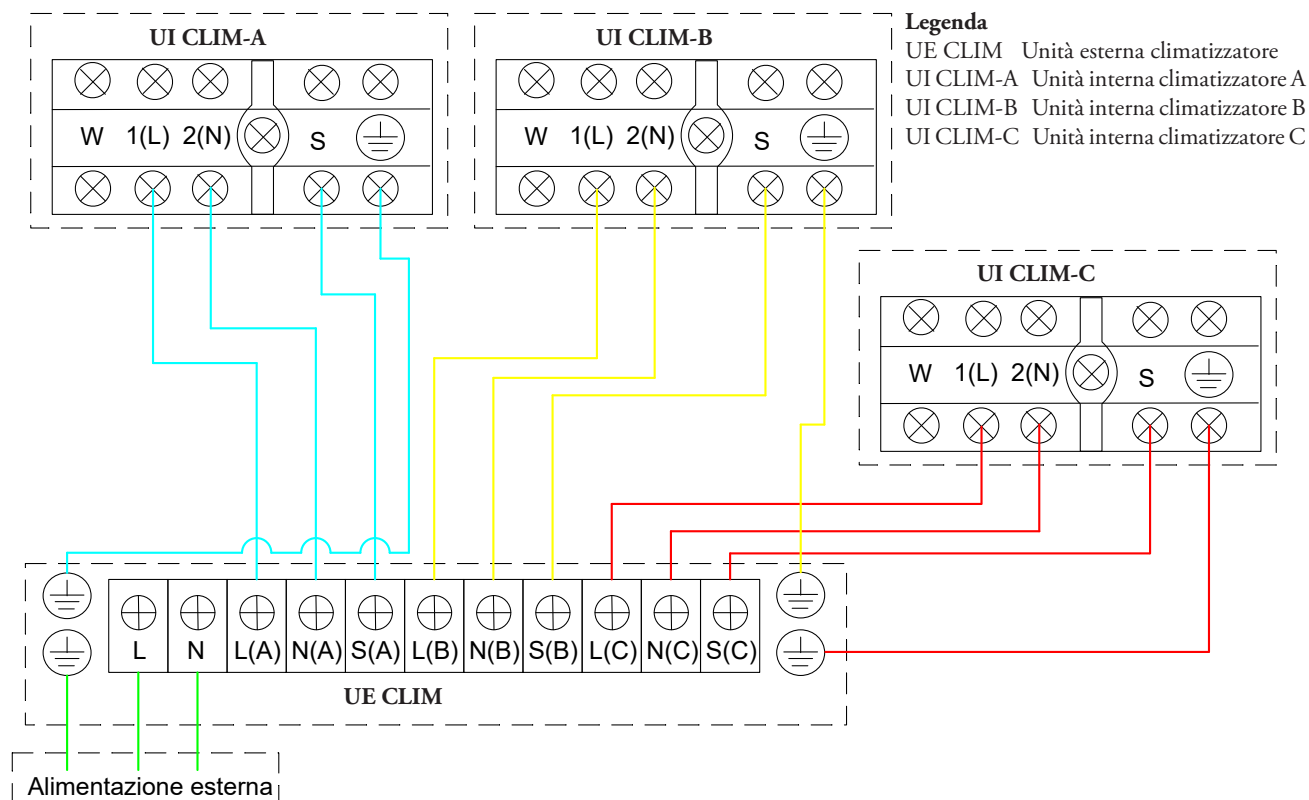 UI CLIM-A
W 1(L) 2(N) S
UI CLIM-B
W 1(L) 2(N) S
Legenda
UE CLIM Unità esterna climatizzatore
UI CLIM-A Unità interna climatizzatore A
UI CLIM-B Unità interna climatizzatore B
UI CLIM-C Unità interna climatizzatore C
UI CLIM-C
W 1(L) 2(N) S
L N L(A) N(A) S(A) L(B) N(B) S(B) L(C) N(C) S(C)
UE CLIM
Alimentazione esterna